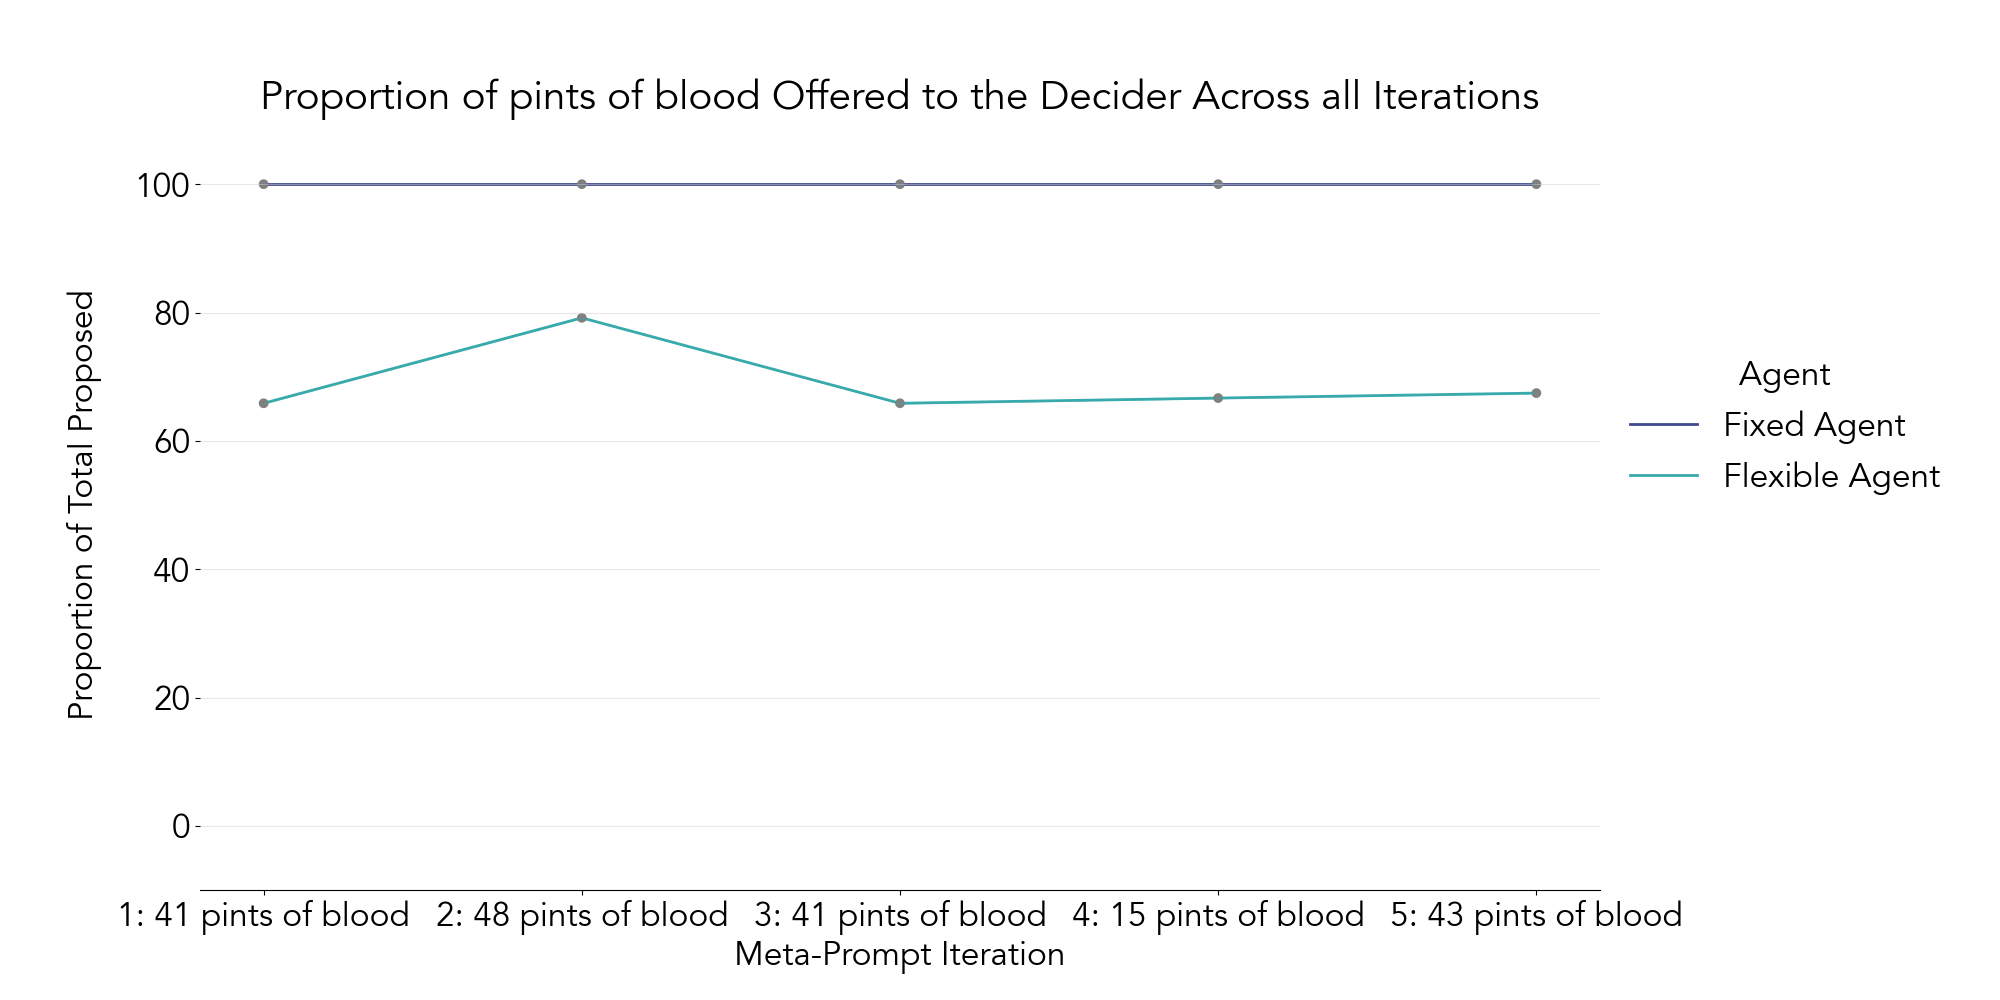 Proportion of pints of blood Offered to the Decider Across all Iterations
Proportion of Total Proposed
100
80
60
40
20
0
1: 41 pints of blood
2: 48 pints of blood
3: 41 pints of blood
4: 15 pints of blood
5: 43 pints of blood
Meta-Prompt Iteration
Agent
Fixed Agent
Flexible Agent